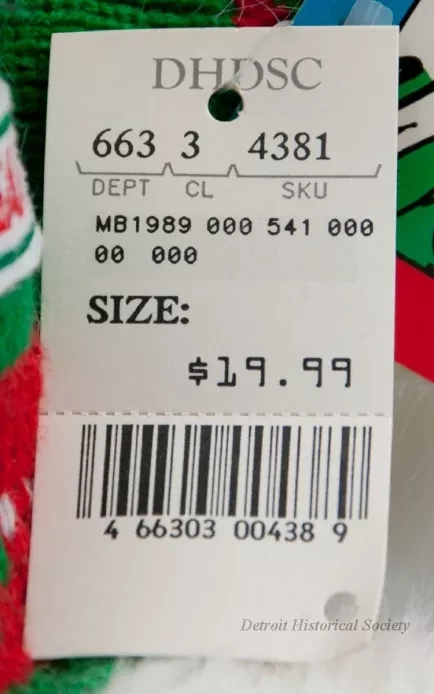 DHDSC
663 3 4381
DEPT CL SKU
MB1989 000 541 000
00 000
SIZE:
$19.99
4 66303 00438 9
Detroit Historical Society